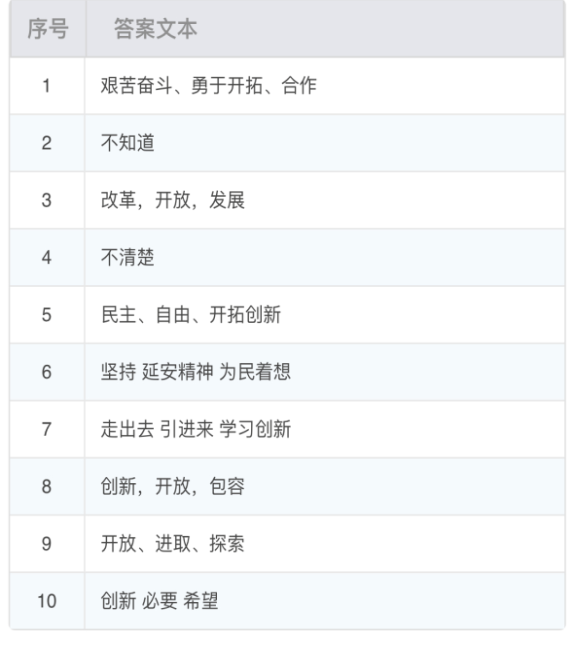 序号 答案文本
1 艰苦奋斗、勇于开拓、合作
2 不知道
3 改革，开放，发展
4 不清楚
5 民主、自由、开拓创新
6 坚持 延安精神 为民着想
7 走出去 引进来 学习创新
8 创新，开放，包容
9 开放、进取、探索
10 创新 必要 希望